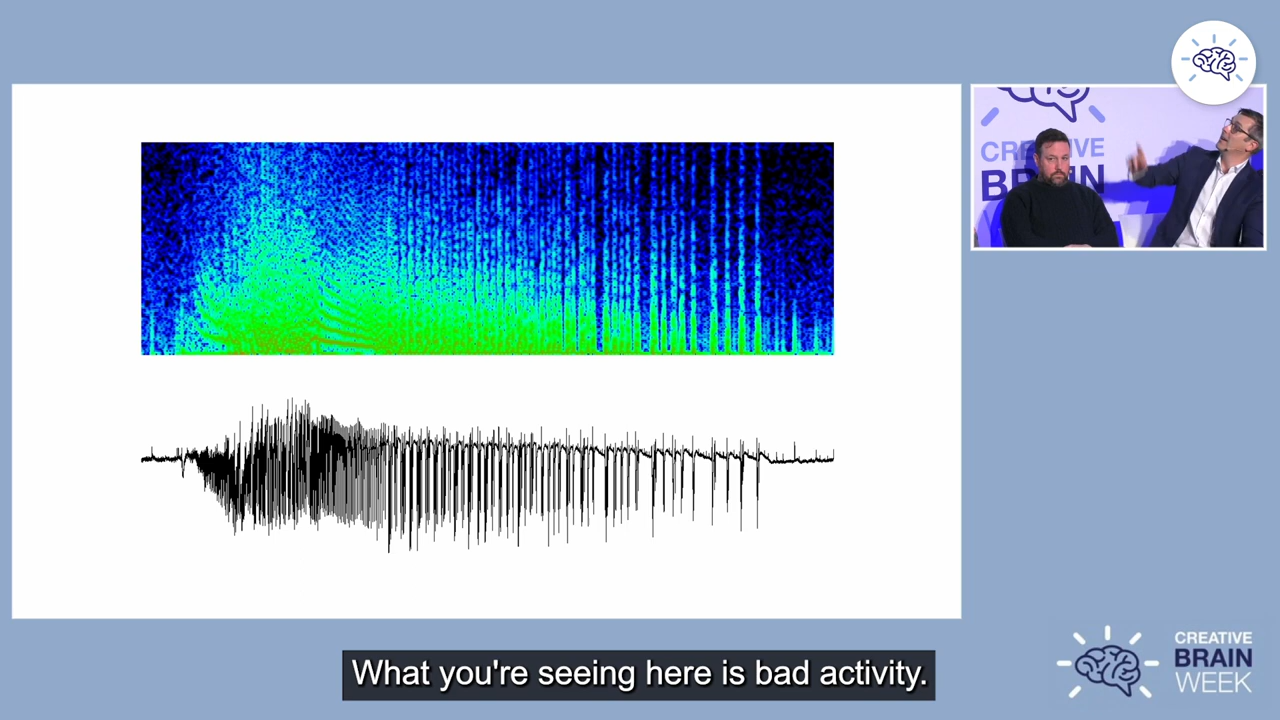 CREATIVE
BRAIN
What you're seeing here is bad activity.
CREATIVE
BRAIN
WEEK